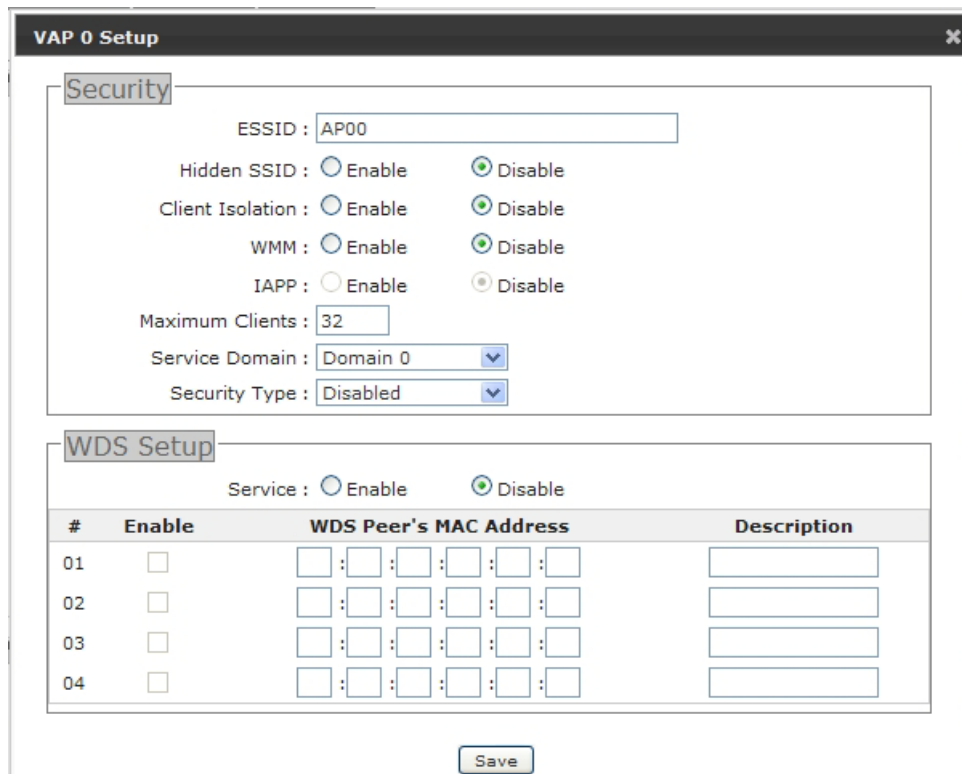 VAP 0 Setup
Security
ESSID : AP00
Hidden SSID : Enable Disable
Client Isolation : Enable Disable
WMM : Enable Disable
IAPP : Enable Disable
Maximum Clients : 32
Service Domain : Domain 0
Security Type : Disabled
WDS Setup
Service : Enable Disable
# Enable WDS Peer's MAC Address Description
01 : : : : :
02 : : : : :
03 : : : : :
04 : : : : :
Save